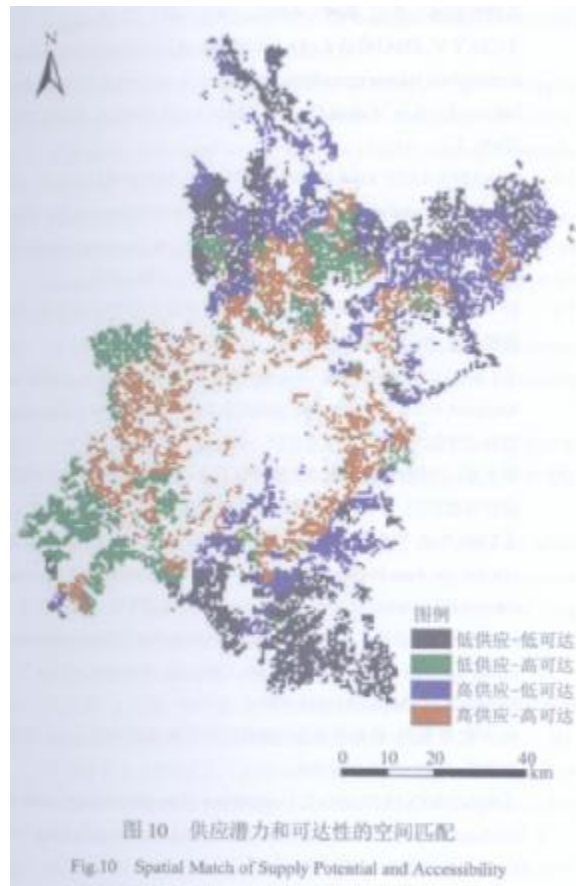 N
图例
低供应-低可达
低供应-高可达
高供应-低可达
高供应-高可达
0 10 20 40
km
图 10 供应潜力和可达性的空间匹配
Fig.10 Spatial Match of Supply Potential and Accessibility